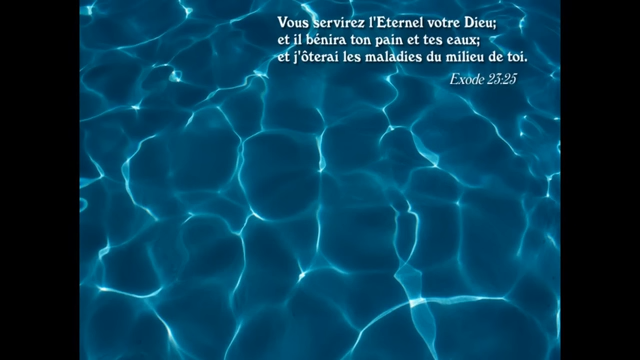 Vous servirez l'Eternel votre Dieu;
et il bénira ton pain et tes eaux;
et j'ôterai les maladies du milieu de toi.
Exode 23:25